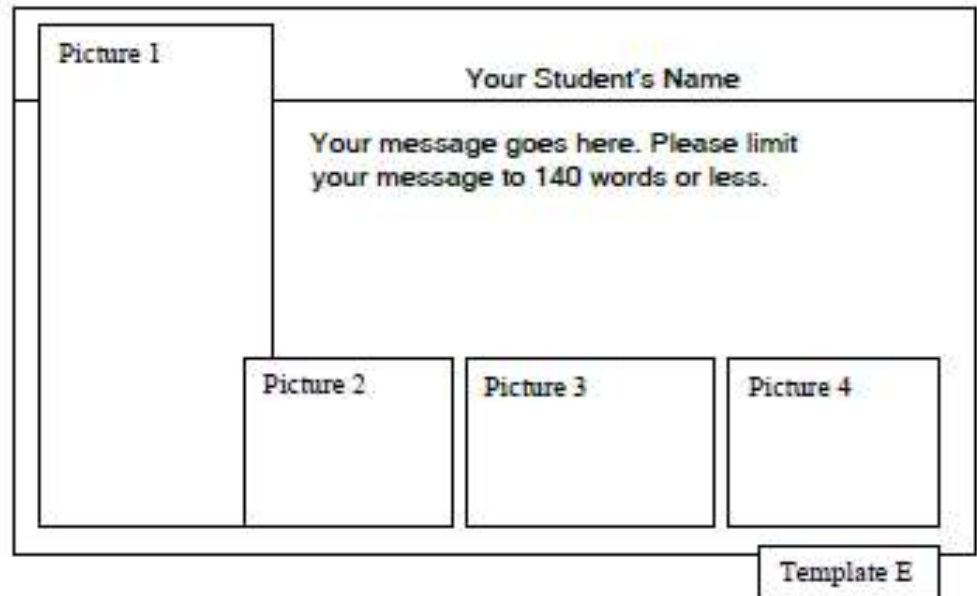 Picture 1
Your Student's Name
Your message goes here. Please limit
your message to 140 words or less.
Picture 2
Picture 3
Picture 4
Template E